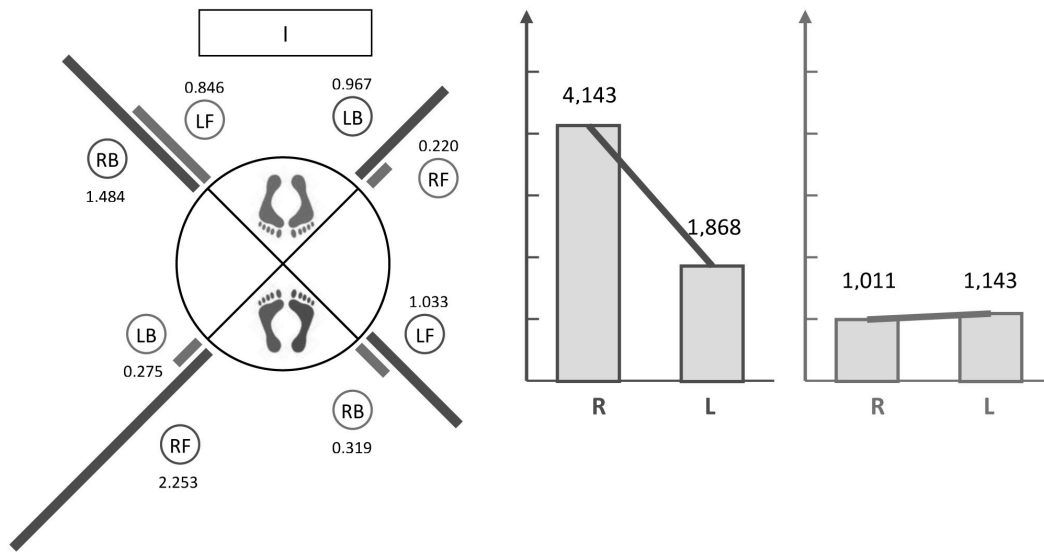 I
0.846
LF
0.967
LB
RB
1.484
0.220
RF
LB
0.275
1.033
LF
RB
0.319
RF
2.253
4,143
1,868
R L
1,011 1,143
R L